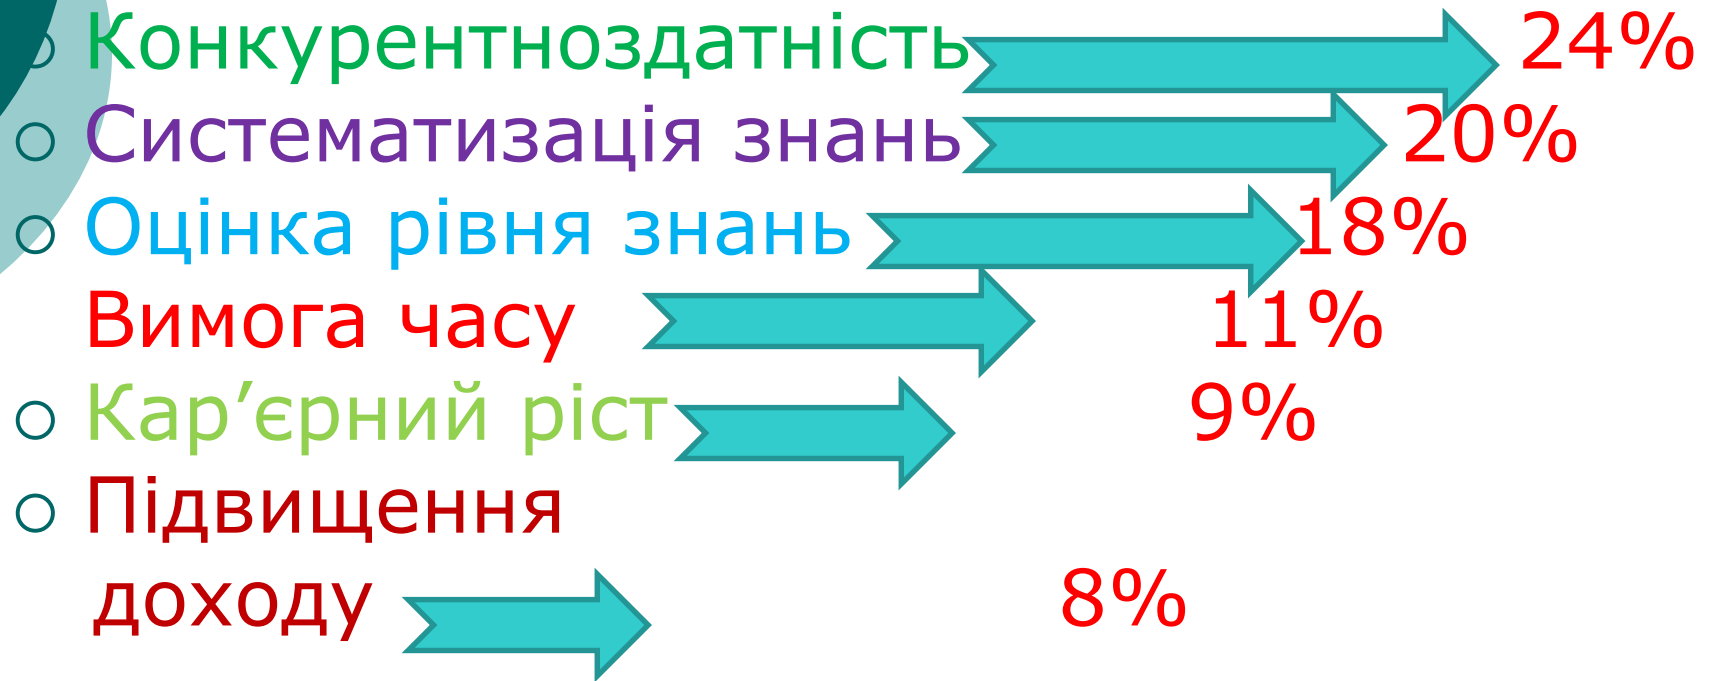 Конкурентноздатність 24%
Систематизація знань 20%
Оцінка рівня знань 18%
Вимога часу 11%
Кар’єрний ріст 9%
Підвищення
доходу 8%